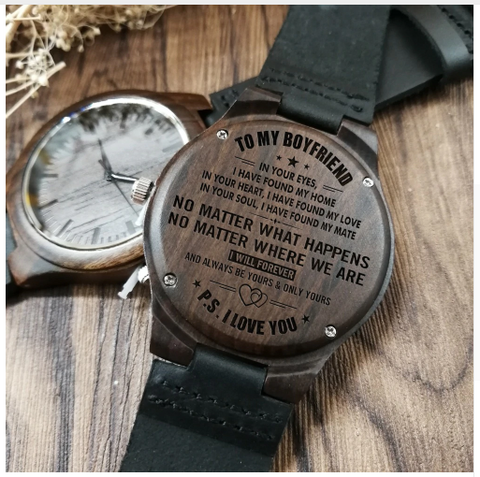 TO MY BOYFRIEND
IN YOUR EYES,
I HAVE FOUND MY HOME
IN YOUR HEART, I HAVE FOUND MY LOVE
IN YOUR SOUL, I HAVE FOUND MY MATE
NO MATTER WHAT HAPPENS
NO MATTER WHERE WE ARE
I WILL FOREVER
AND ALWAYS BE YOURS & ONLY YOURS
P.S. I LOVE YOU